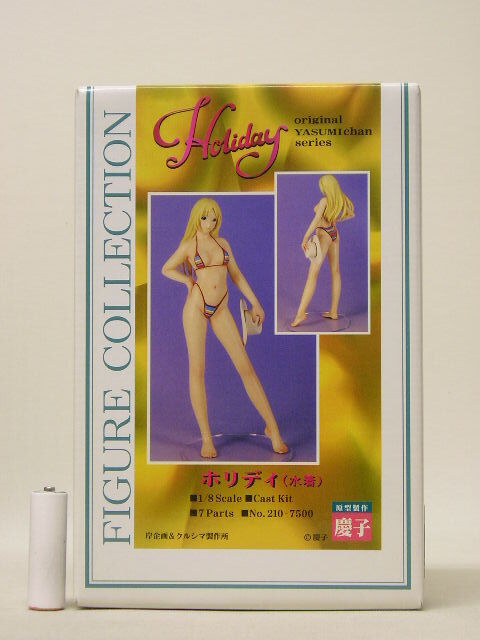 FIGURE COLLECTION
Holiday
original
YASUMIchan
series
ホリデイ(水着)
■1/8 Scale ■Cast Kit
■7 Parts ■No. 210-7500
岸企画&クルシマ製作所
©慶子
原型製作
慶子